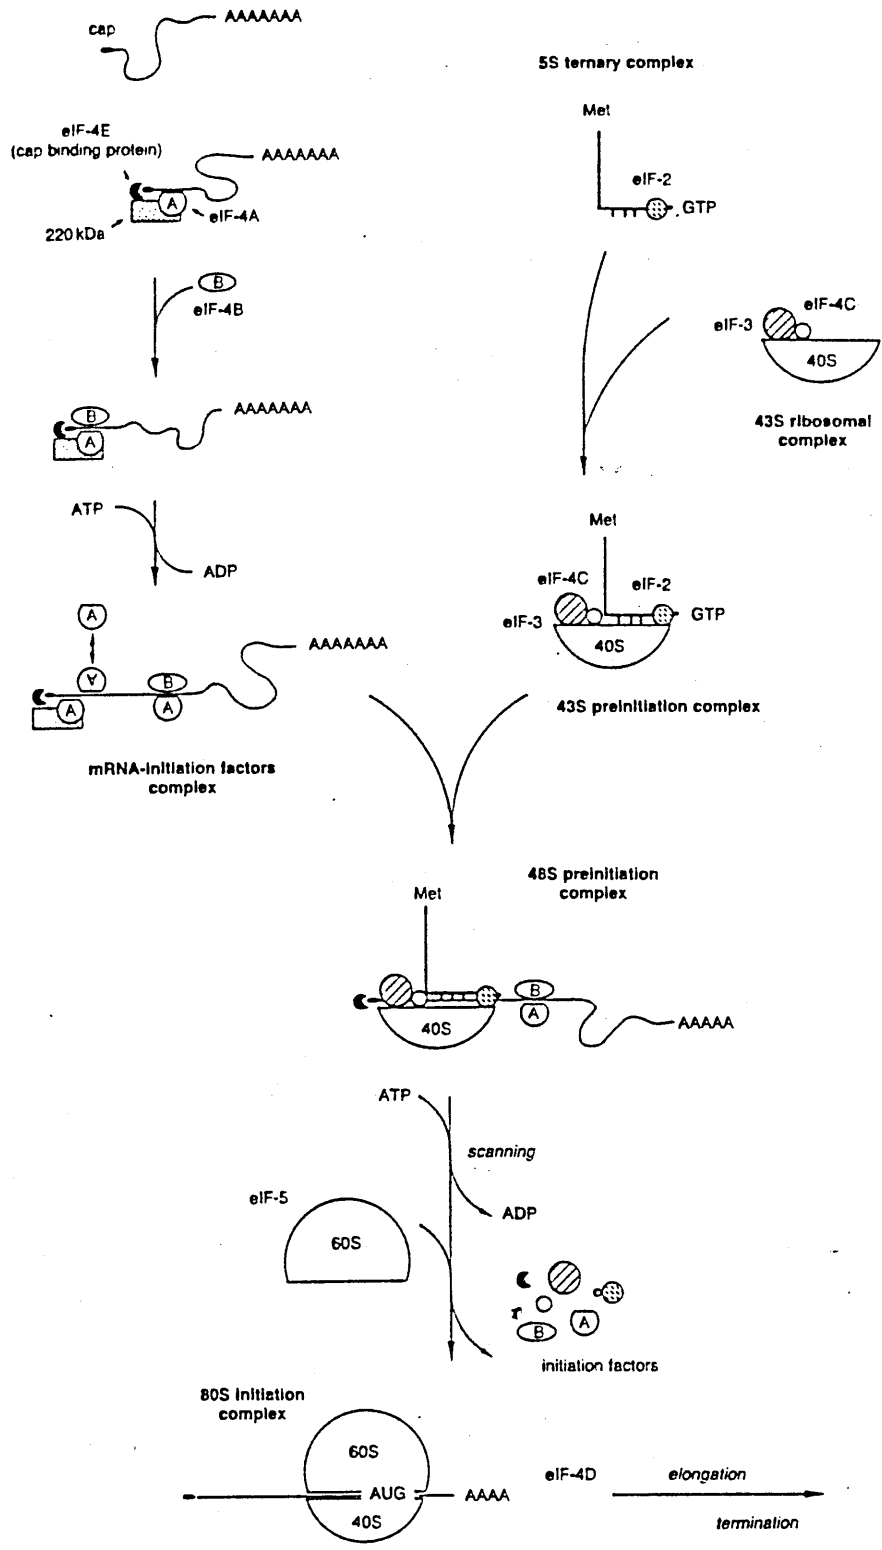 cap
AAAAAAA
5S ternary complex
Met
eIF-2
GTP
eIF-4E
(cap binding protein)
AAAAAAA
A
eIF-4A
220 kDa
B
eIF-4B
eIF-3
eIF-4C
40S
43S ribosomal
complex
B
A
AAAAAAA
ATP
ADP
Met
eIF-4C
eIF-2
eIF-3
GTP
40S
43S preinitiation complex
A
A
B
A
A
AAAAAAA
mRNA-initiation factors
complex
48S preinitiation
complex
Met
40S
B
A
AAAAA
ATP
scanning
ADP
eIF-5
60S
B
A
initiation factors
80S initiation
complex
60S
AUG
40S
AAAA
eIF-4D
elongation
termination